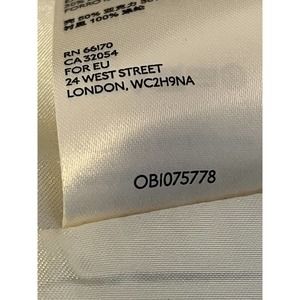 RN 66170
CA 32054
FOR EU
24 WEST STREET
LONDON, WC2H9NA
OBI075778